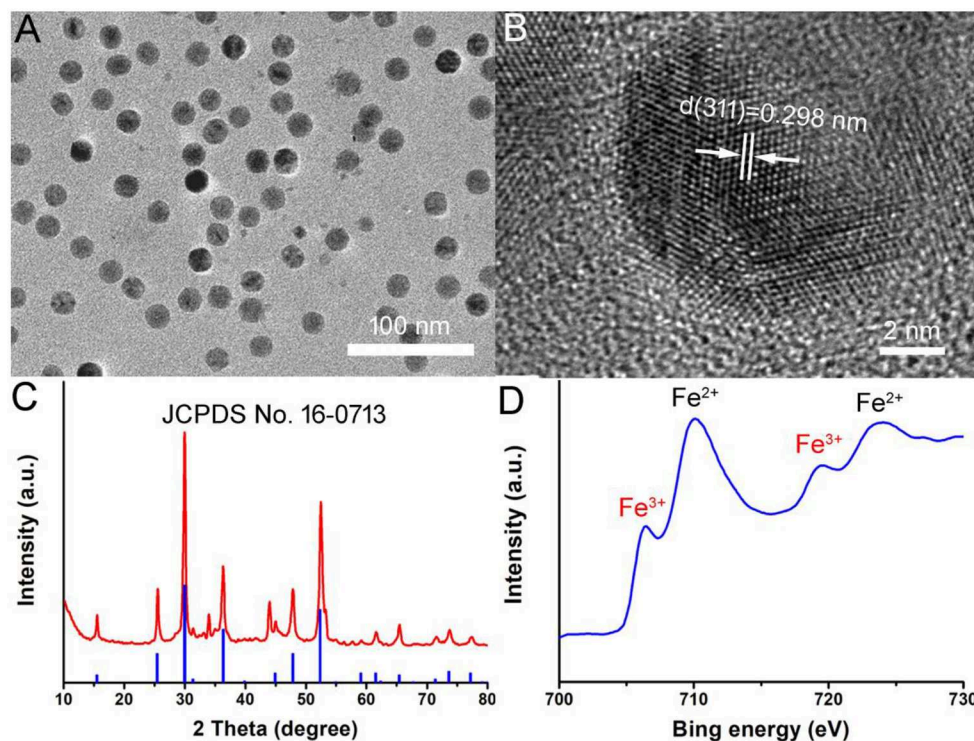 A
100 nm
B
d(311)=0.298 nm
2 nm
C
JCPDS No. 16-0713
Intensity (a.u.)
10 20 30 40 50 60 70 80
2 Theta (degree)
D
Fe²⁺
Fe²⁺
Fe³⁺
Fe³⁺
Intensity (a.u.)
700 710 720 730
Bing energy (eV)